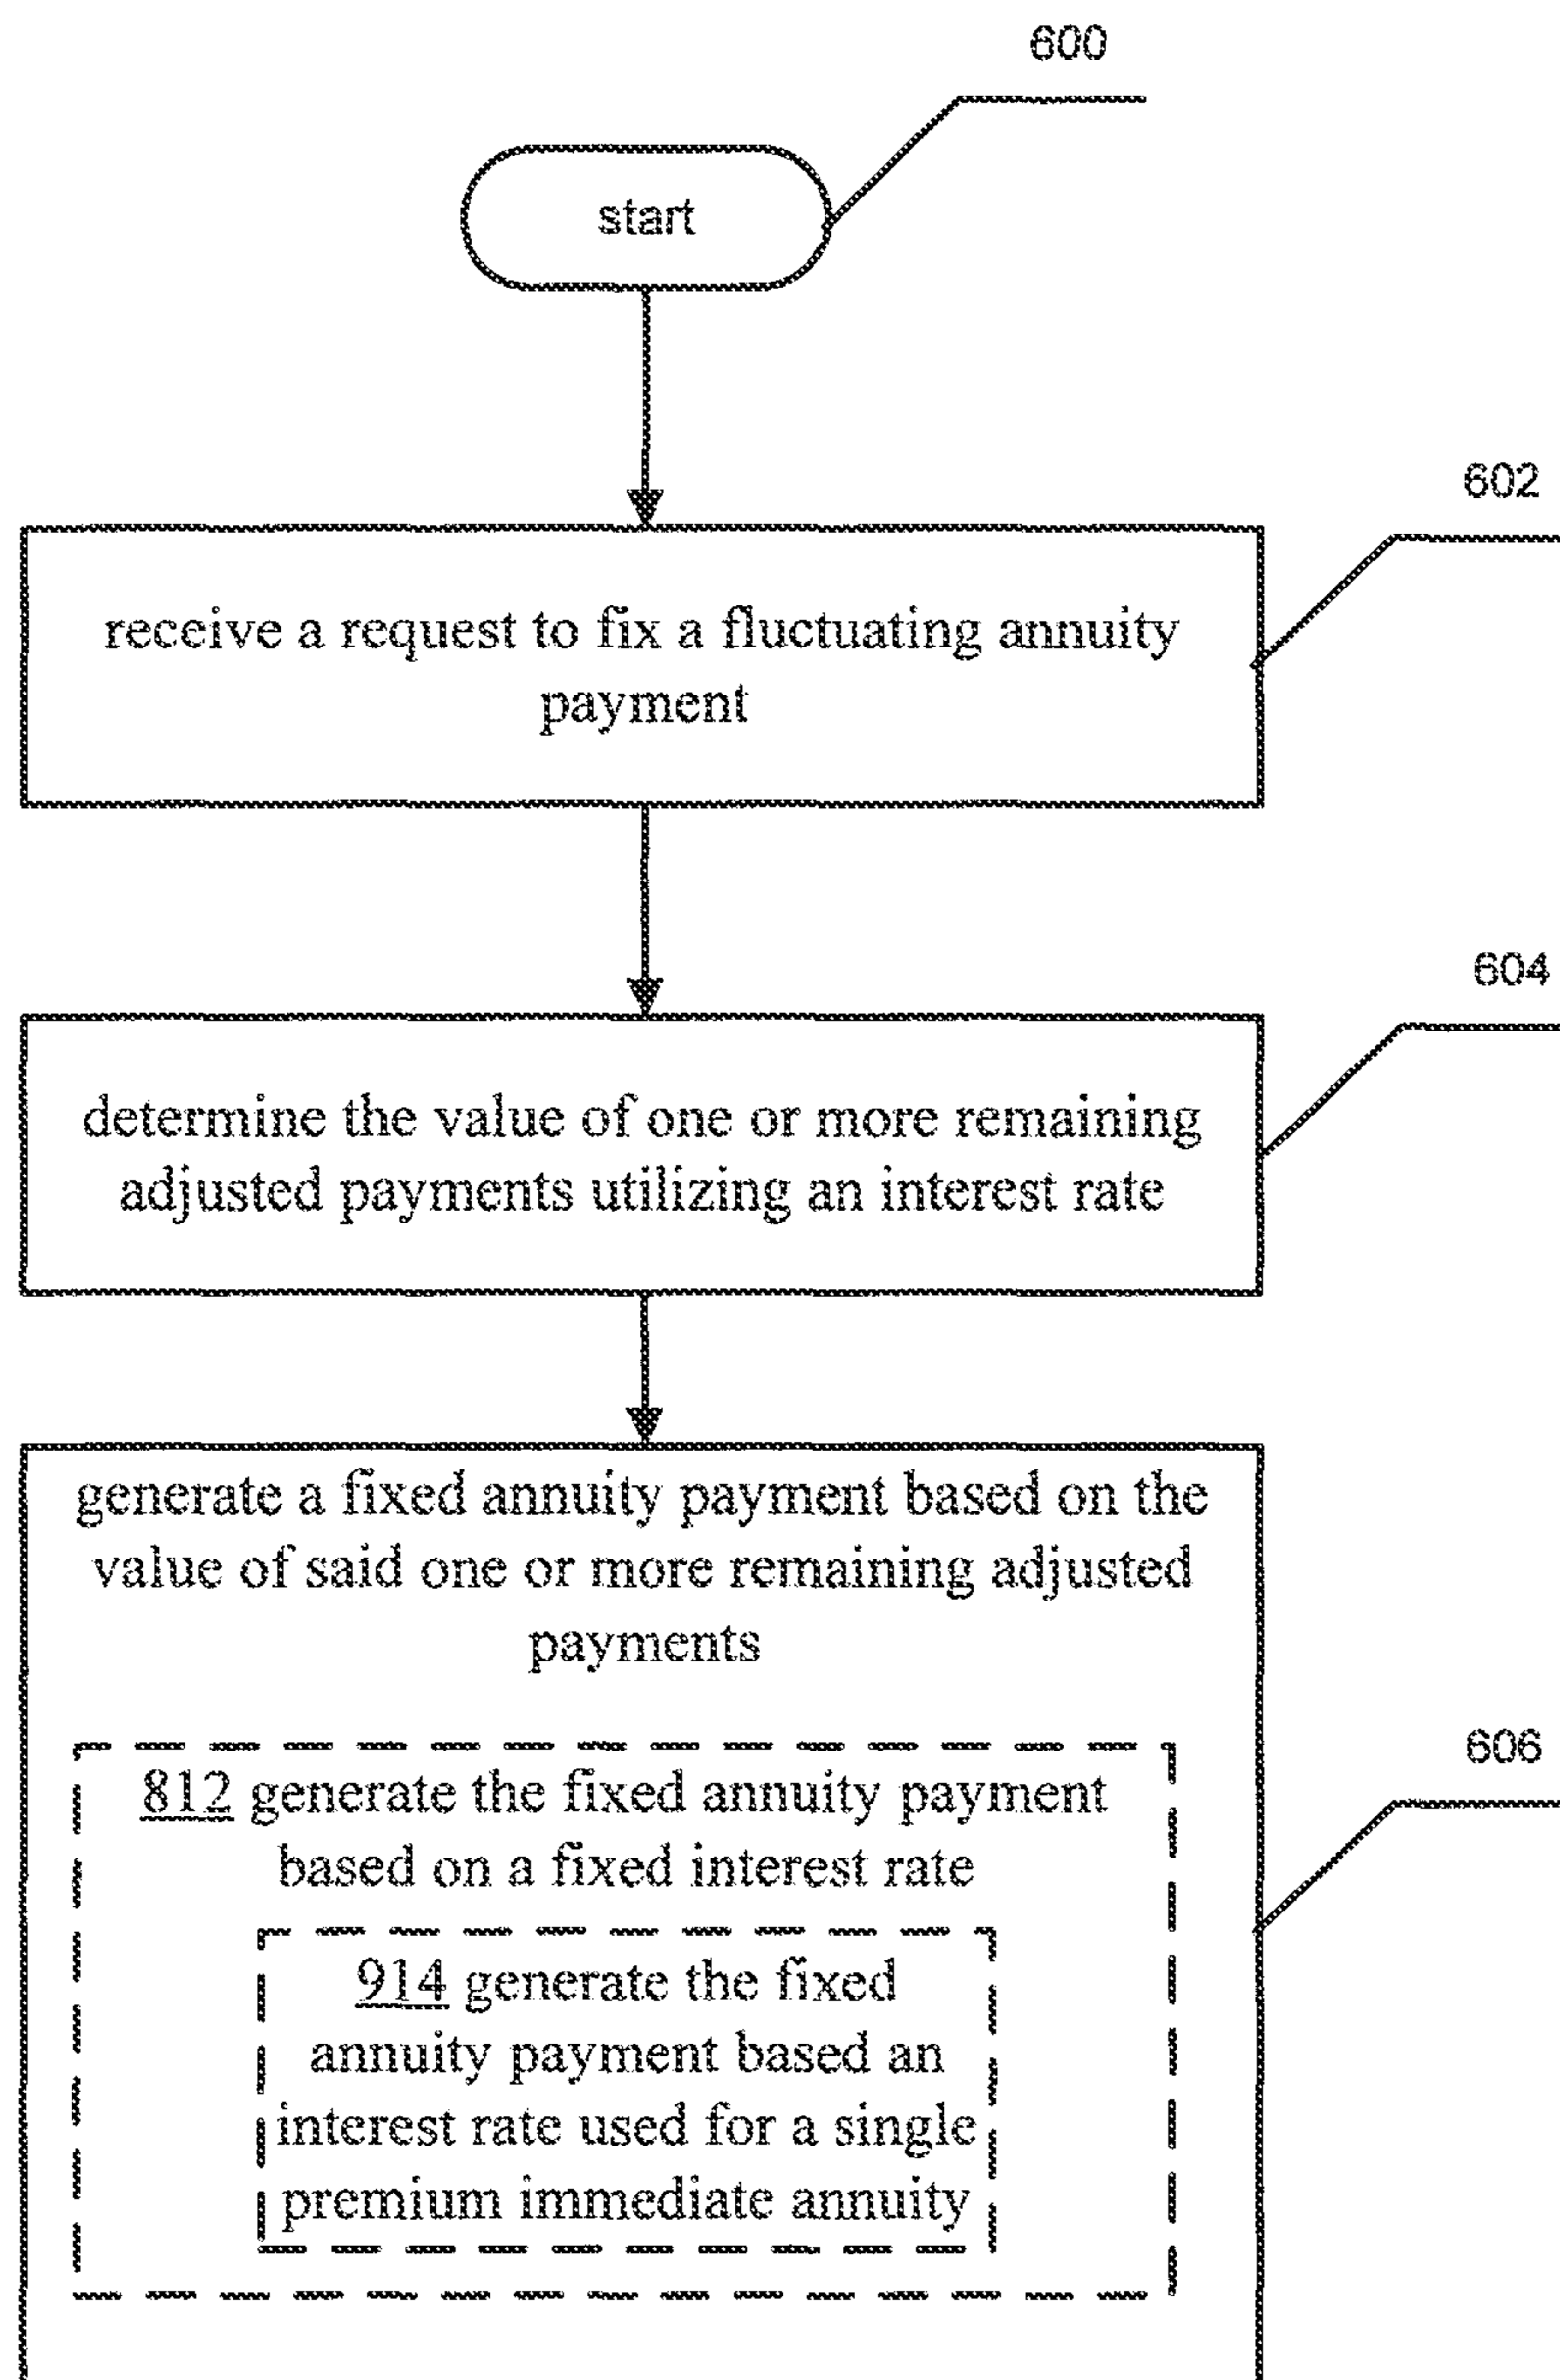 600
start
602
receive a request to fix a fluctuating annuity
payment
604
determine the value of one or more remaining
adjusted payments utilizing an interest rate
generate a fixed annuity payment based on the
value of said one or more remaining adjusted
payments
606
812 generate the fixed annuity payment
based on a fixed interest rate
914 generate the fixed
annuity payment based an
interest rate used for a single
premium immediate annuity